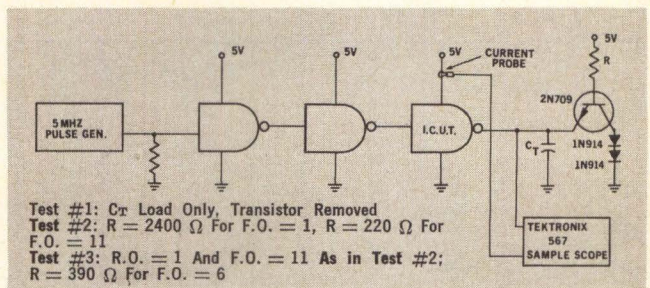 5V
5V
5V
5V
CURRENT
PROBE
R
2N709
5 MHZ
PULSE GEN.
I.C.U.T.
CT
1N914
1N914
TEKTRONIX
567
SAMPLE SCOPE
Test #1: CT Load Only, Transistor Removed
Test #2: R = 2400 Ω For F.O. = 1, R = 220 Ω For
F.O. = 11
Test #3: R.O. = 1 And F.O. = 11 As in Test #2;
R = 390 Ω For F.O. = 6